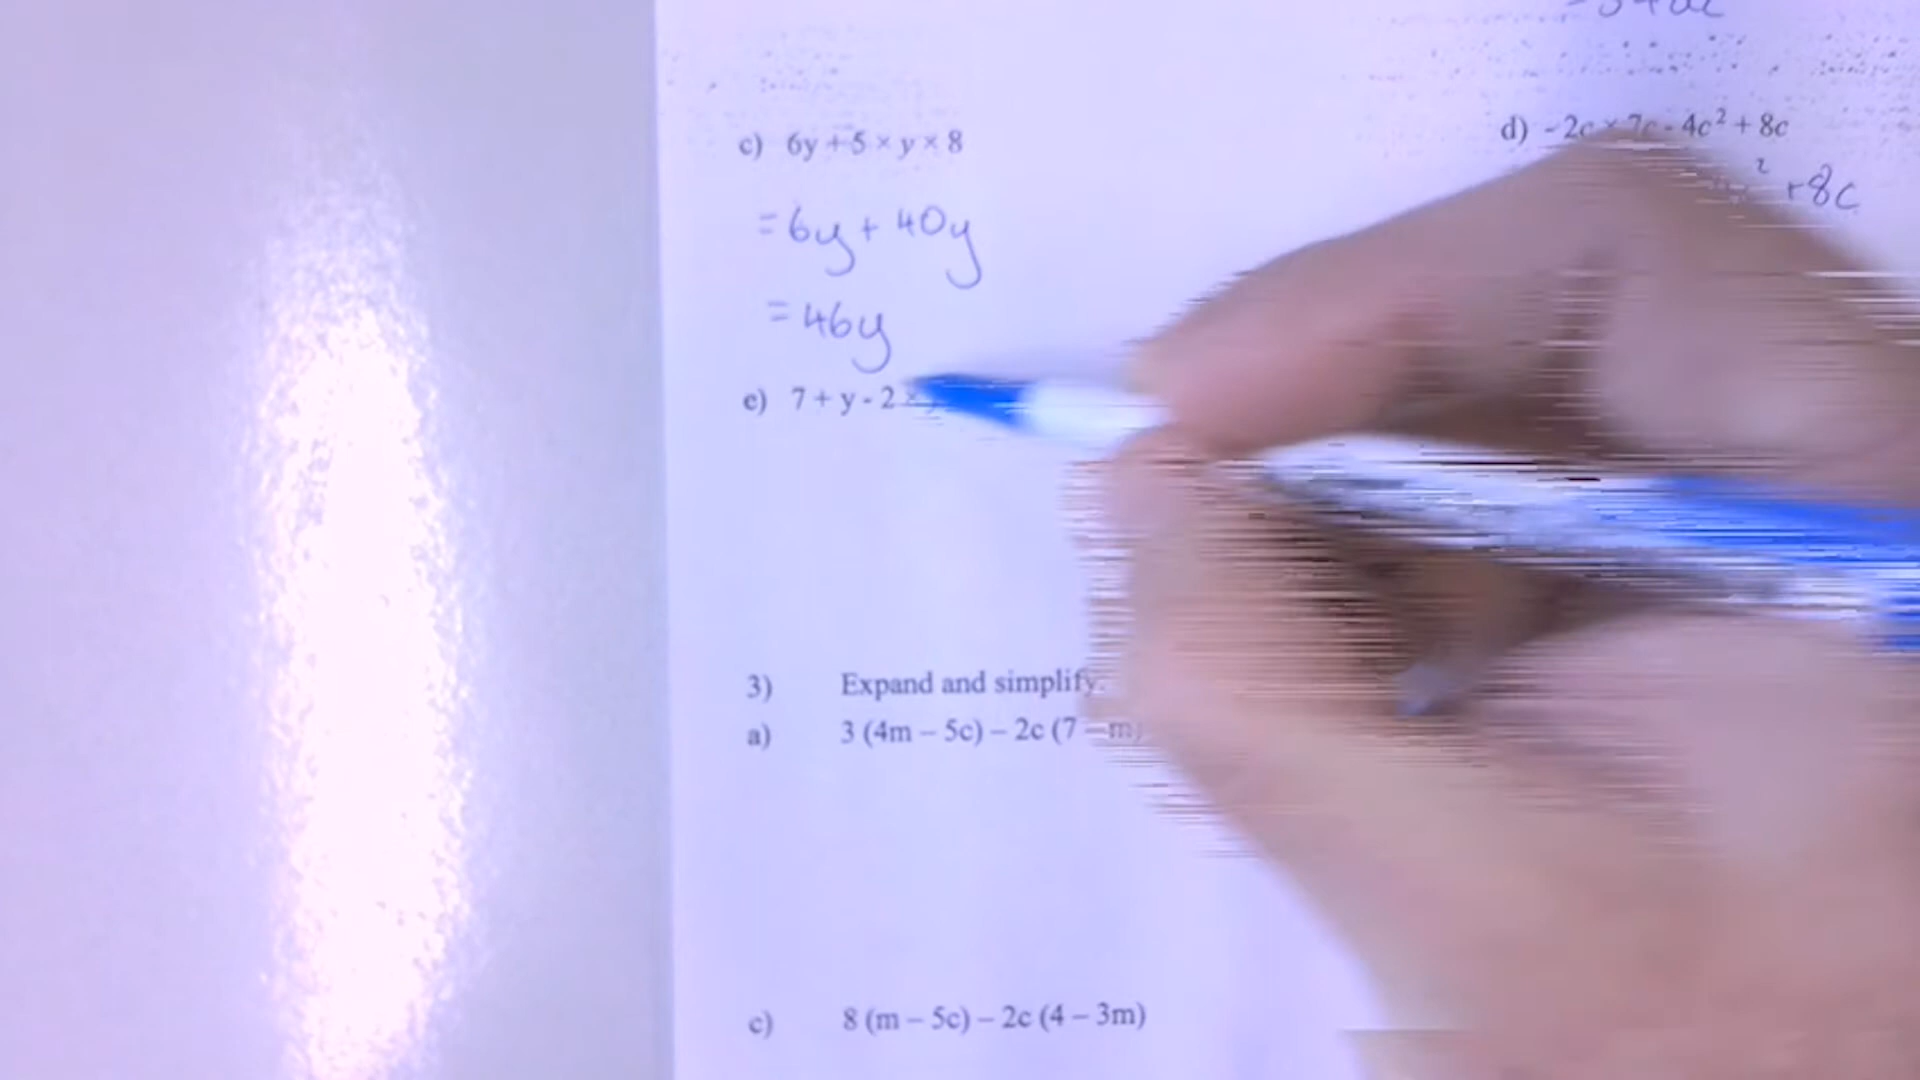 c) 6y + 5 × y × 8
= 6y + 40y
= 46y
d) - 2c × 7c - 4c² + 8c
² + 8c
e) 7 + y - 2
3) Expand and simplify.
a) 3 (4m – 5c) – 2c (7 – m)
c) 8 (m – 5c) – 2c (4 – 3m)